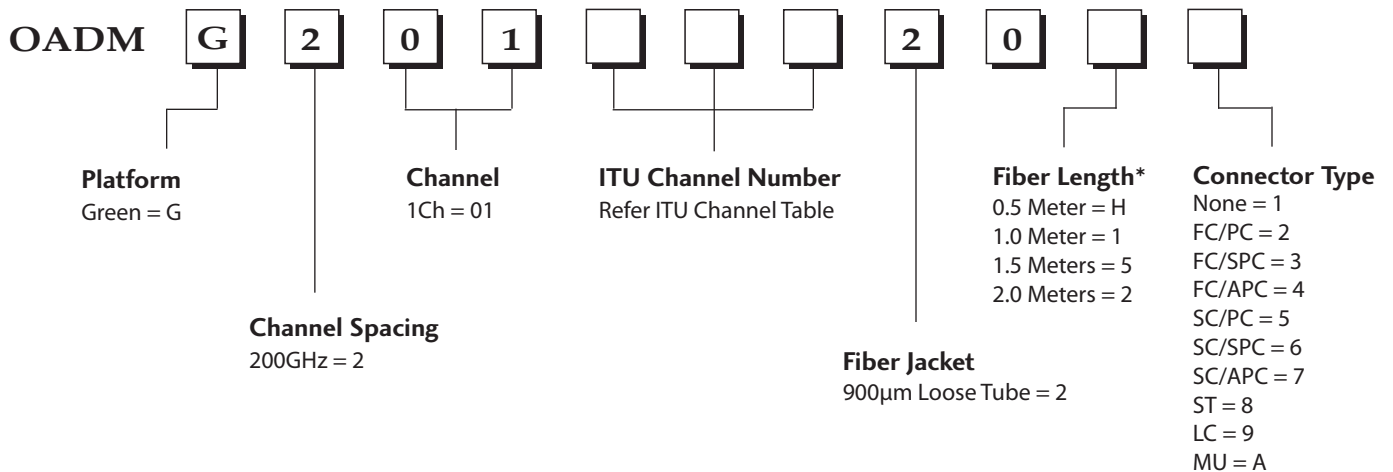 OADM G 2 0 1 2 0
Platform
Green = G
Channel
1Ch = 01
ITU Channel Number
Refer ITU Channel Table
Fiber Length*
0.5 Meter = H
1.0 Meter = 1
1.5 Meters = 5
2.0 Meters = 2
Connector Type
None = 1
FC/PC = 2
FC/SPC = 3
FC/APC = 4
SC/PC = 5
SC/SPC = 6
SC/APC = 7
ST = 8
LC = 9
MU = A
Channel Spacing
200GHz = 2
Fiber Jacket
900µm Loose Tube = 2